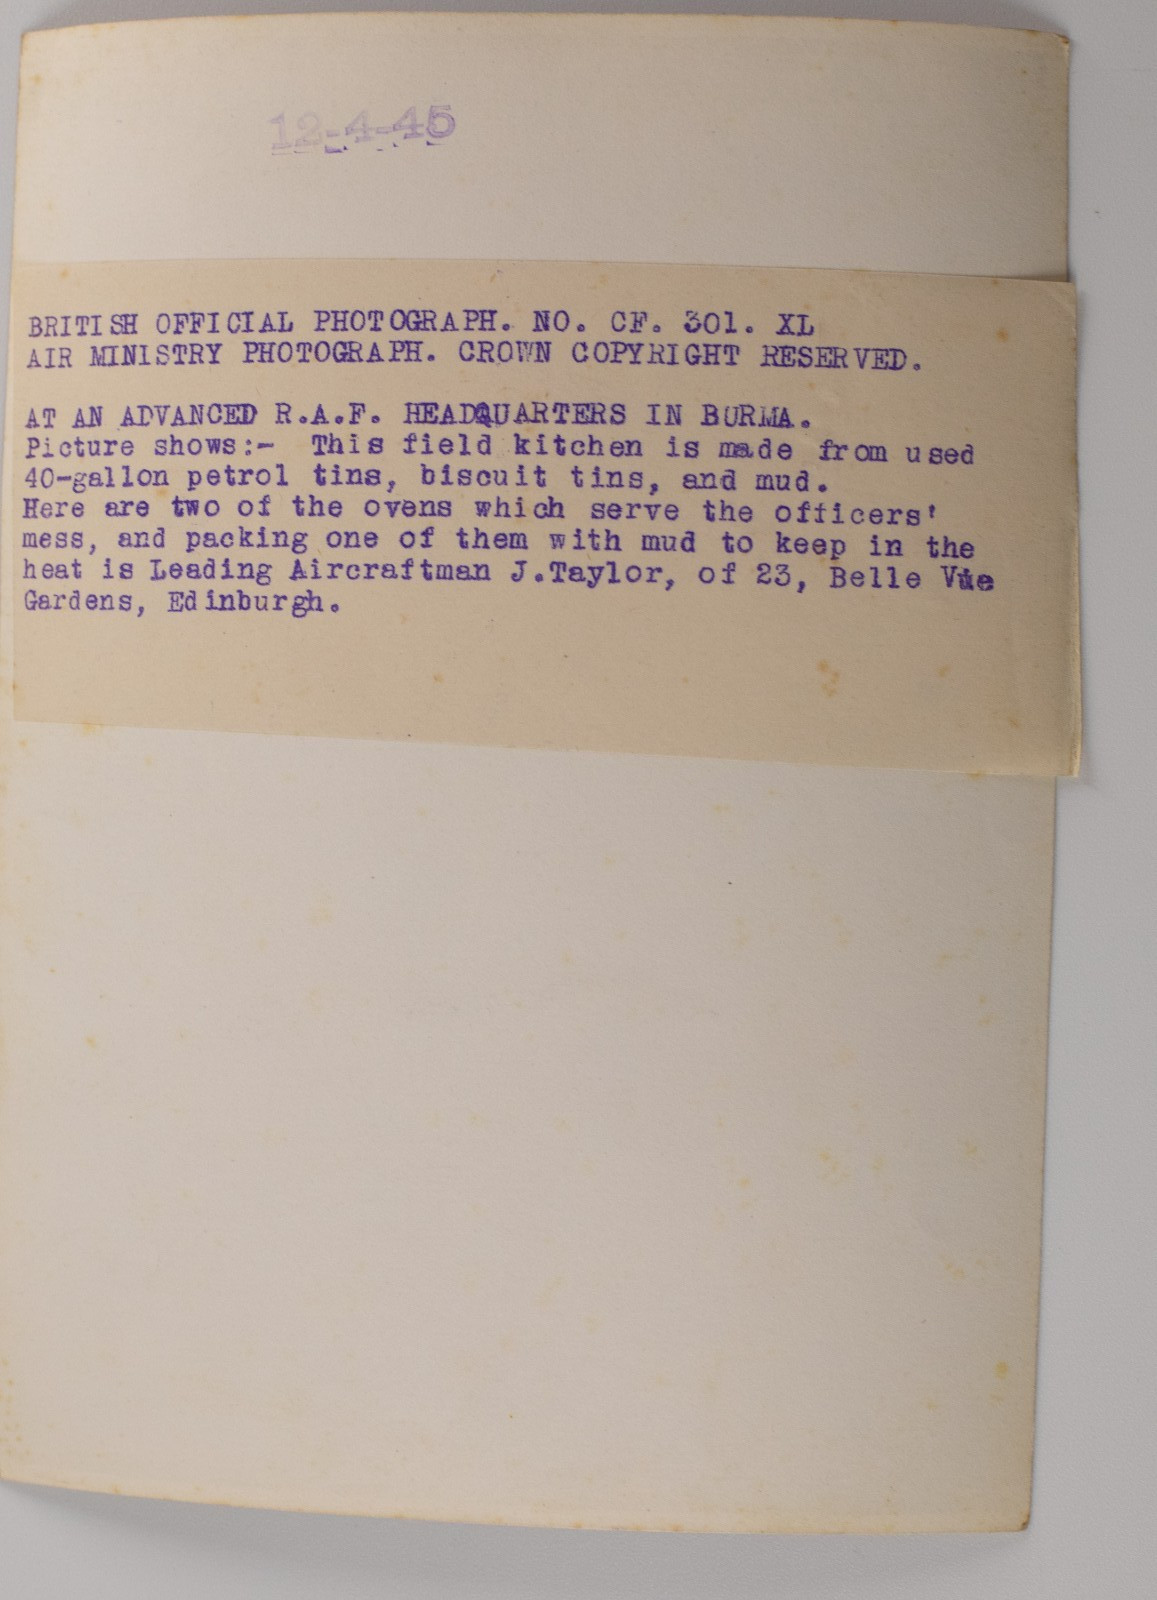 12-4-45
BRITISH OFFICIAL PHOTOGRAPH. NO. CF. 301. XL
AIR MINISTRY PHOTOGRAPH. CROWN COPYRIGHT RESERVED.
AT AN ADVANCED R.A.F. HEADQUARTERS IN BURMA.
Picture shows:- This field kitchen is made from used
40-gallon petrol tins, biscuit tins, and mud.
Here are two of the ovens which serve the officers'
mess, and packing one of them with mud to keep in the
heat is Leading Aircraftman J.Taylor, of 23, Belle Vue
Gardens, Edinburgh.